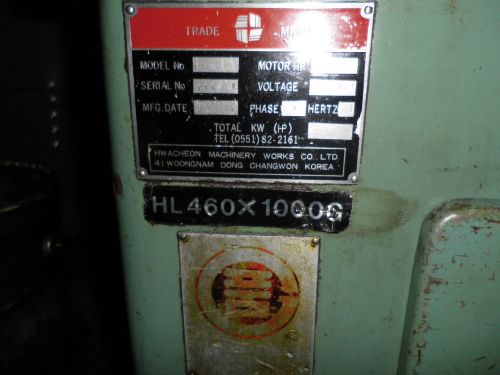 TRADE
MODEL No MOTOR HP
SERIAL No VOLTAGE
MFG.DATE PHASE HERTZ
TOTAL KW (HP)
TEL(0551)82-2161
HWACHEON MACHINERY WORKS CO., LTD.
41 WOONGNAM DONG CHANGWON KOREA
HL460×1000G